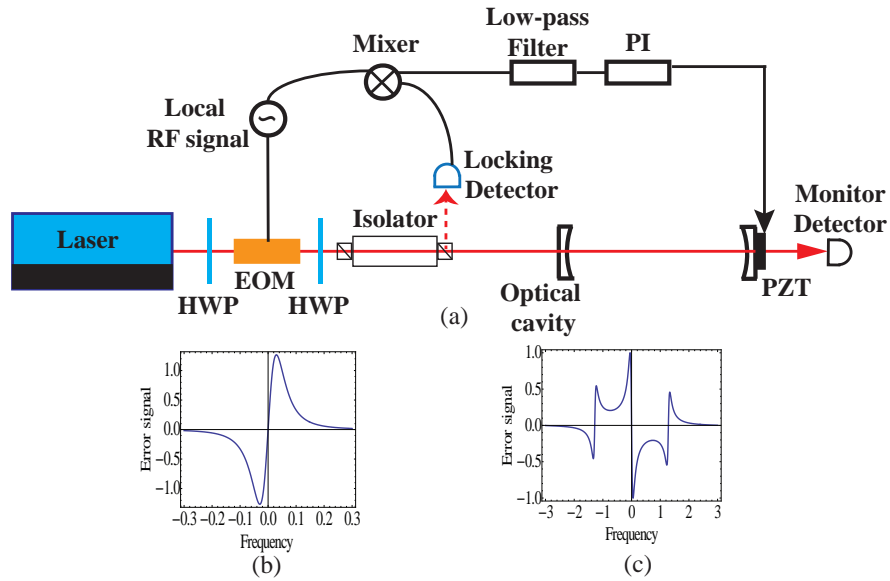 Low-pass
Filter
PI
Mixer
Local
RF signal
Locking
Detector
Monitor
Detector
Isolator
Laser
EOM
HWP
HWP
Optical
cavity
PZT
(a)
Error signal
1.0
0.5
0.0
−0.5
−1.0
−0.3 −0.2 −0.1 0.0 0.1 0.2 0.3
Frequency
(b)
Error signal
1.0
0.5
0.0
−0.5
−1.0
−3 −2 −1 0 1 2 3
Frequency
(c)